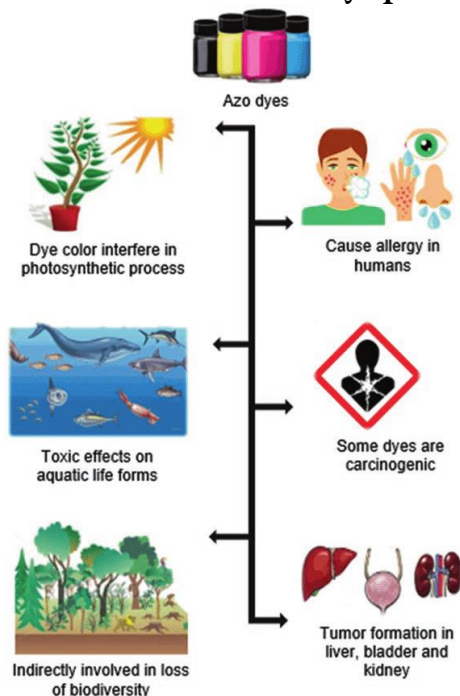 Azo dyes
Dye color interfere in
photosynthetic process
Cause allergy in
humans
Toxic effects on
aquatic life forms
Some dyes are
carcinogenic
Indirectly involved in loss
of biodiversity
Tumor formation in
liver, bladder and
kidney